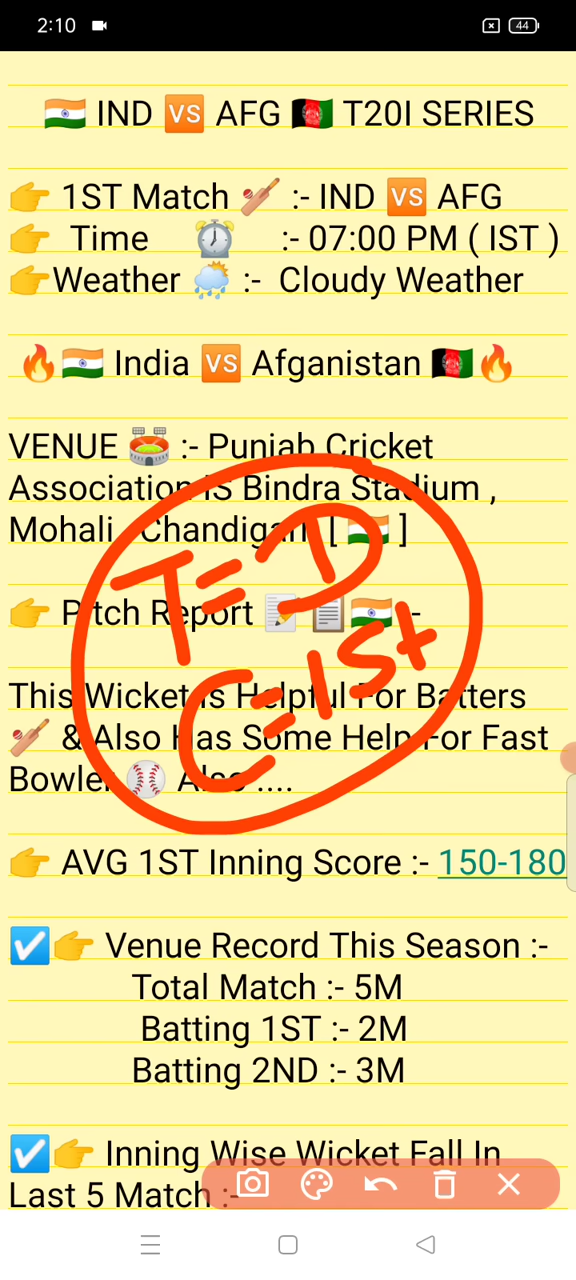 2:10 44
🇮🇳 IND 🆚 AFG 🇦🇫 T20I SERIES
👉 1ST Match 🏏 :- IND 🆚 AFG
👉 Time ⏰ :- 07:00 PM ( IST )
👉Weather 🌦️ :- Cloudy Weather
🔥🇮🇳 India 🆚 Afganistan 🇦🇫🔥
VENUE 🏟️ :- Punjab Cricket
Association IS Bindra Stadium ,
Mohali , Chandigarh [ 🇮🇳 ]
T=D
👉 Pitch Report 📝📋🇮🇳 :-
C=1st
This Wicket Is Helpful For Batters
🏏 & Also Has Some Help For Fast
Bowler ⚾ Also ....
👉 AVG 1ST Inning Score :- 150-180
☑️👉 Venue Record This Season :-
Total Match :- 5M
Batting 1ST :- 2M
Batting 2ND :- 3M
☑️👉 Inning Wise Wicket Fall In
Last 5 Match :-